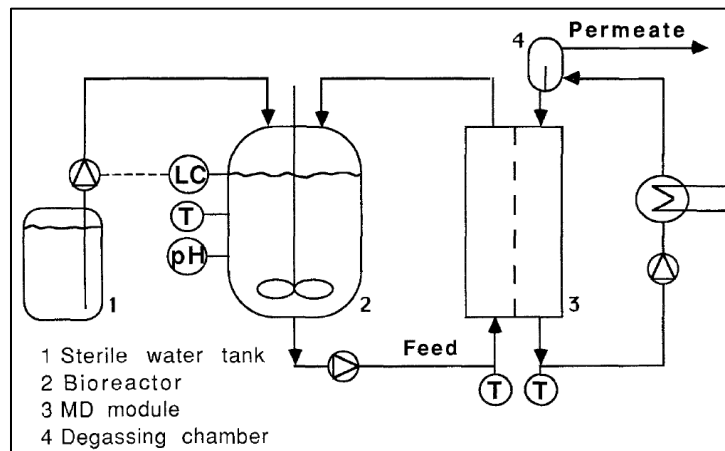 4 Permeate
LC
T
pH
1
2
3
Feed
T T
1 Sterile water tank
2 Bioreactor
3 MD module
4 Degassing chamber